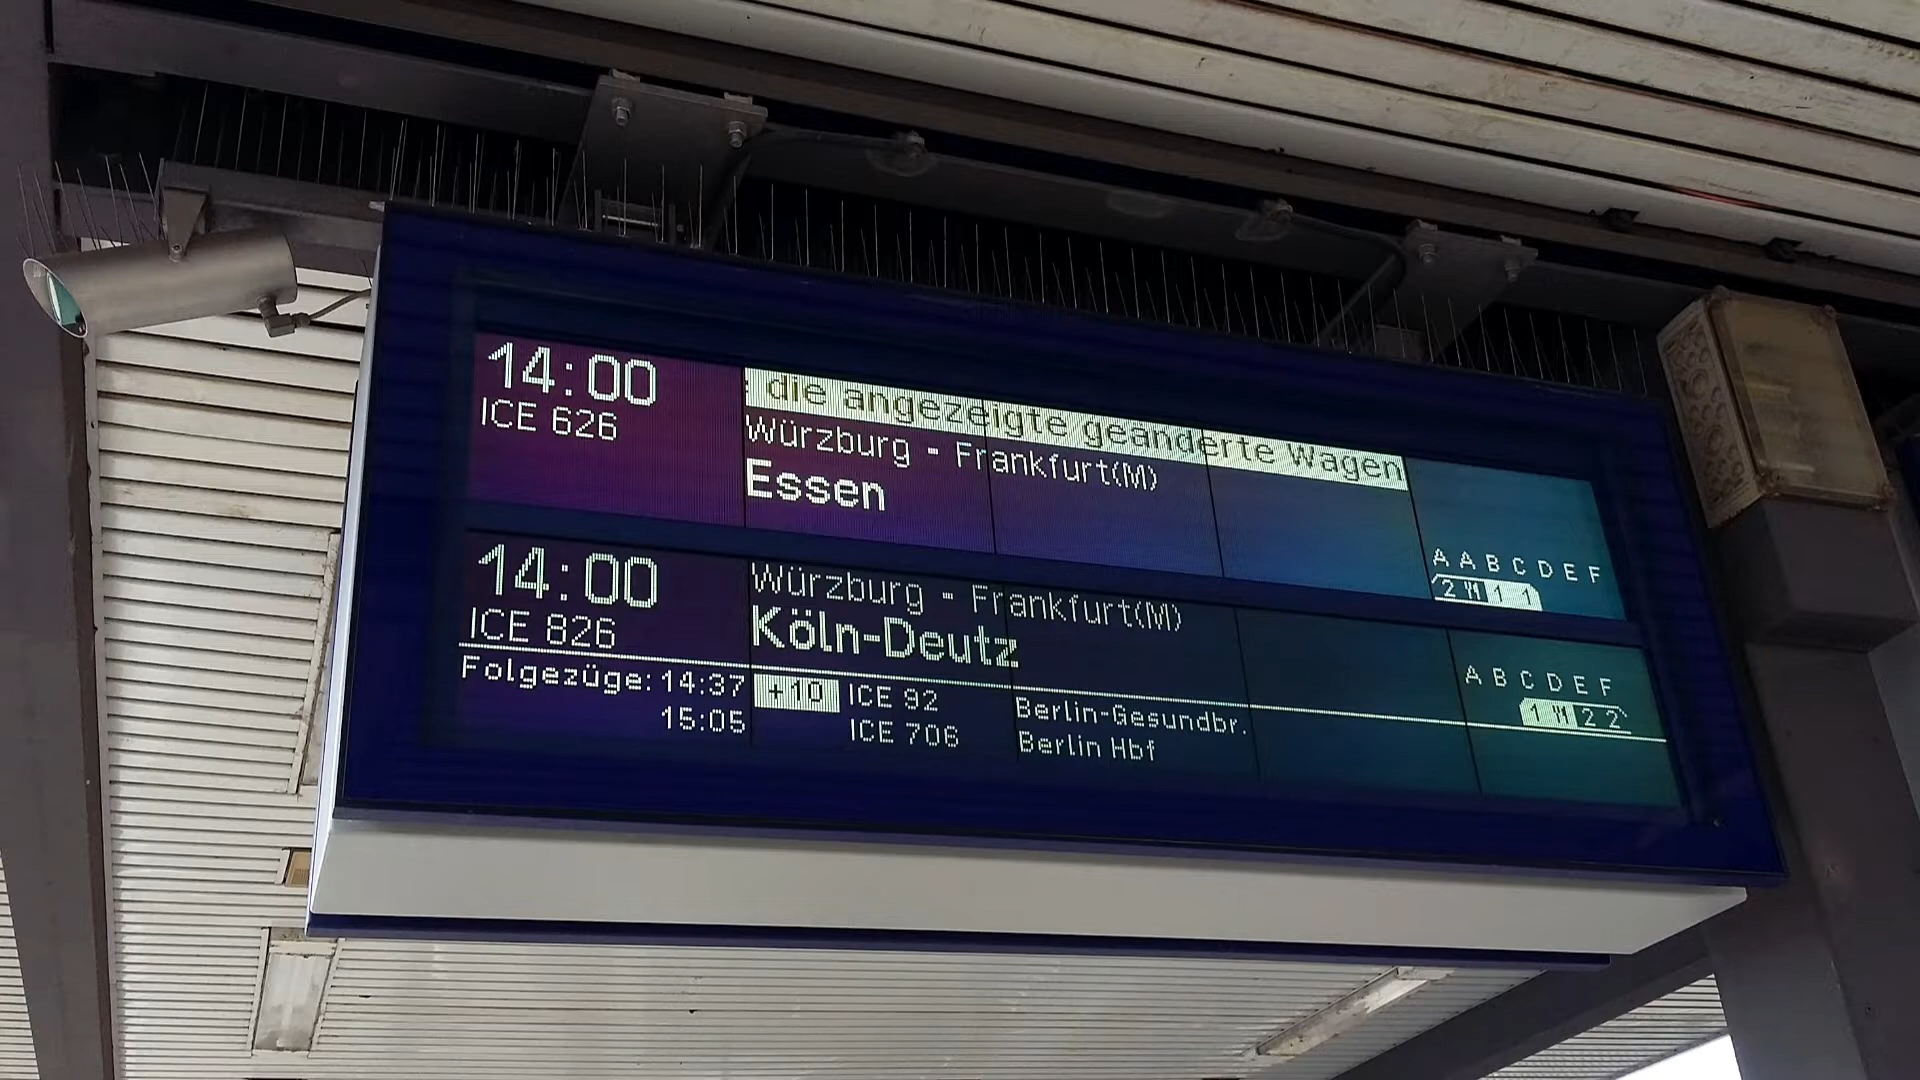 14:00
: die angezeigte geänderte Wagen
ICE 626
Würzburg - Frankfurt(M)
Essen
A A B C D E F
2 1 1
14:00
Würzburg - Frankfurt(M)
ICE 826
Köln-Deutz
A B C D E F
1 2 2
Folgezüge: 14:37 +10 ICE 92 Berlin-Gesundbr.
15:05 ICE 706 Berlin Hbf